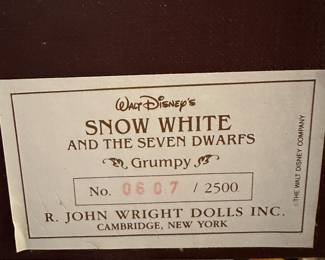 Walt Disney's
SNOW WHITE
AND THE SEVEN DWARFS
Grumpy
No. 0607 / 2500
R. JOHN WRIGHT DOLLS INC.
CAMBRIDGE, NEW YORK
©THE WALT DISNEY COMPANY